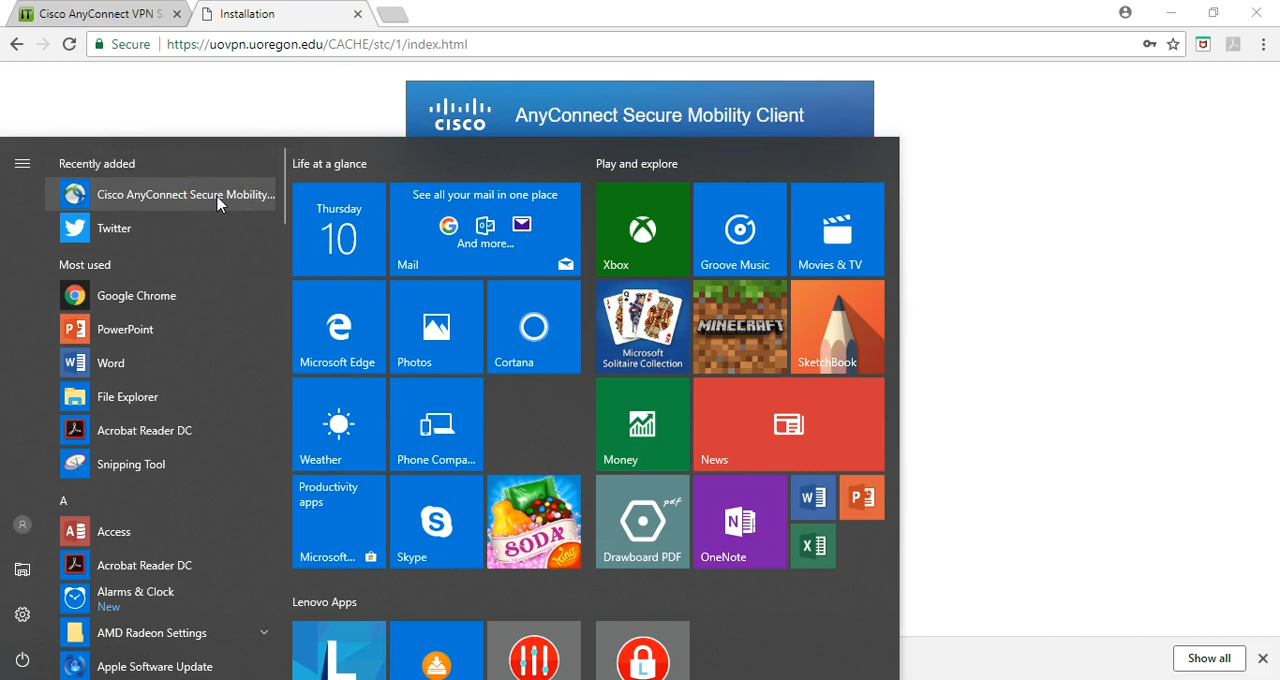 Cisco AnyConnect VPN S
Installation
Secure
https://uovpn.uoregon.edu/CACHE/stc/1/index.html
CISCO
AnyConnect Secure Mobility Client
Recently added
Cisco AnyConnect Secure Mobility...
Twitter
Most used
Google Chrome
PowerPoint
Word
File Explorer
Acrobat Reader DC
Snipping Tool
A
Access
Acrobat Reader DC
Alarms & Clock
New
AMD Radeon Settings
Apple Software Update
Life at a glance
Thursday
10
See all your mail in one place
And more...
Mail
Microsoft Edge
Photos
Cortana
Weather
Phone Compa...
Productivity
apps
Microsoft...
Skype
SODA
King
Lenovo Apps
L
L
Play and explore
Xbox
Groove Music
Movies & TV
Microsoft
Solitaire Collection
MINECRAFT
SketchBook
Money
News
pdf
Drawboard PDF
OneNote
Show all